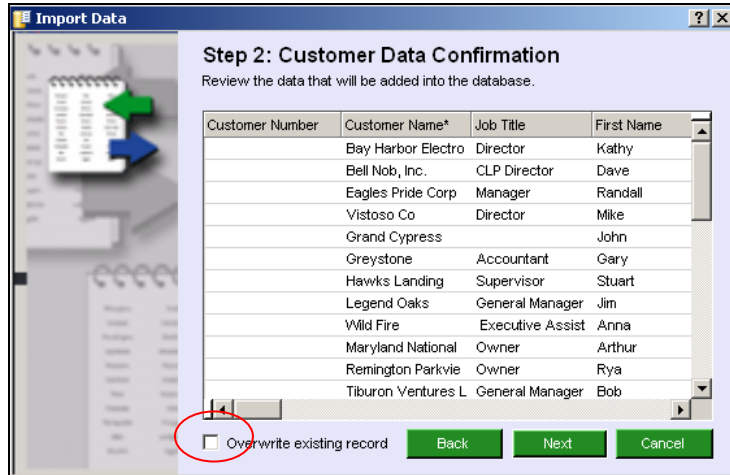 Import Data
Step 2: Customer Data Confirmation
Review the data that will be added into the database.
Customer Number Customer Name* Job Title First Name
Bay Harbor Electro Director Kathy
Bell Nob, Inc. CLP Director Dave
Eagles Pride Corp Manager Randall
Vistoso Co Director Mike
Grand Cypress John
Greystone Accountant Gary
Hawks Landing Supervisor Stuart
Legend Oaks General Manager Jim
Wild Fire Executive Assist Anna
Maryland National Owner Arthur
Remington Parkvie Owner Rya
Tiburon Ventures L General Manager Bob
Overwrite existing record Back Next Cancel